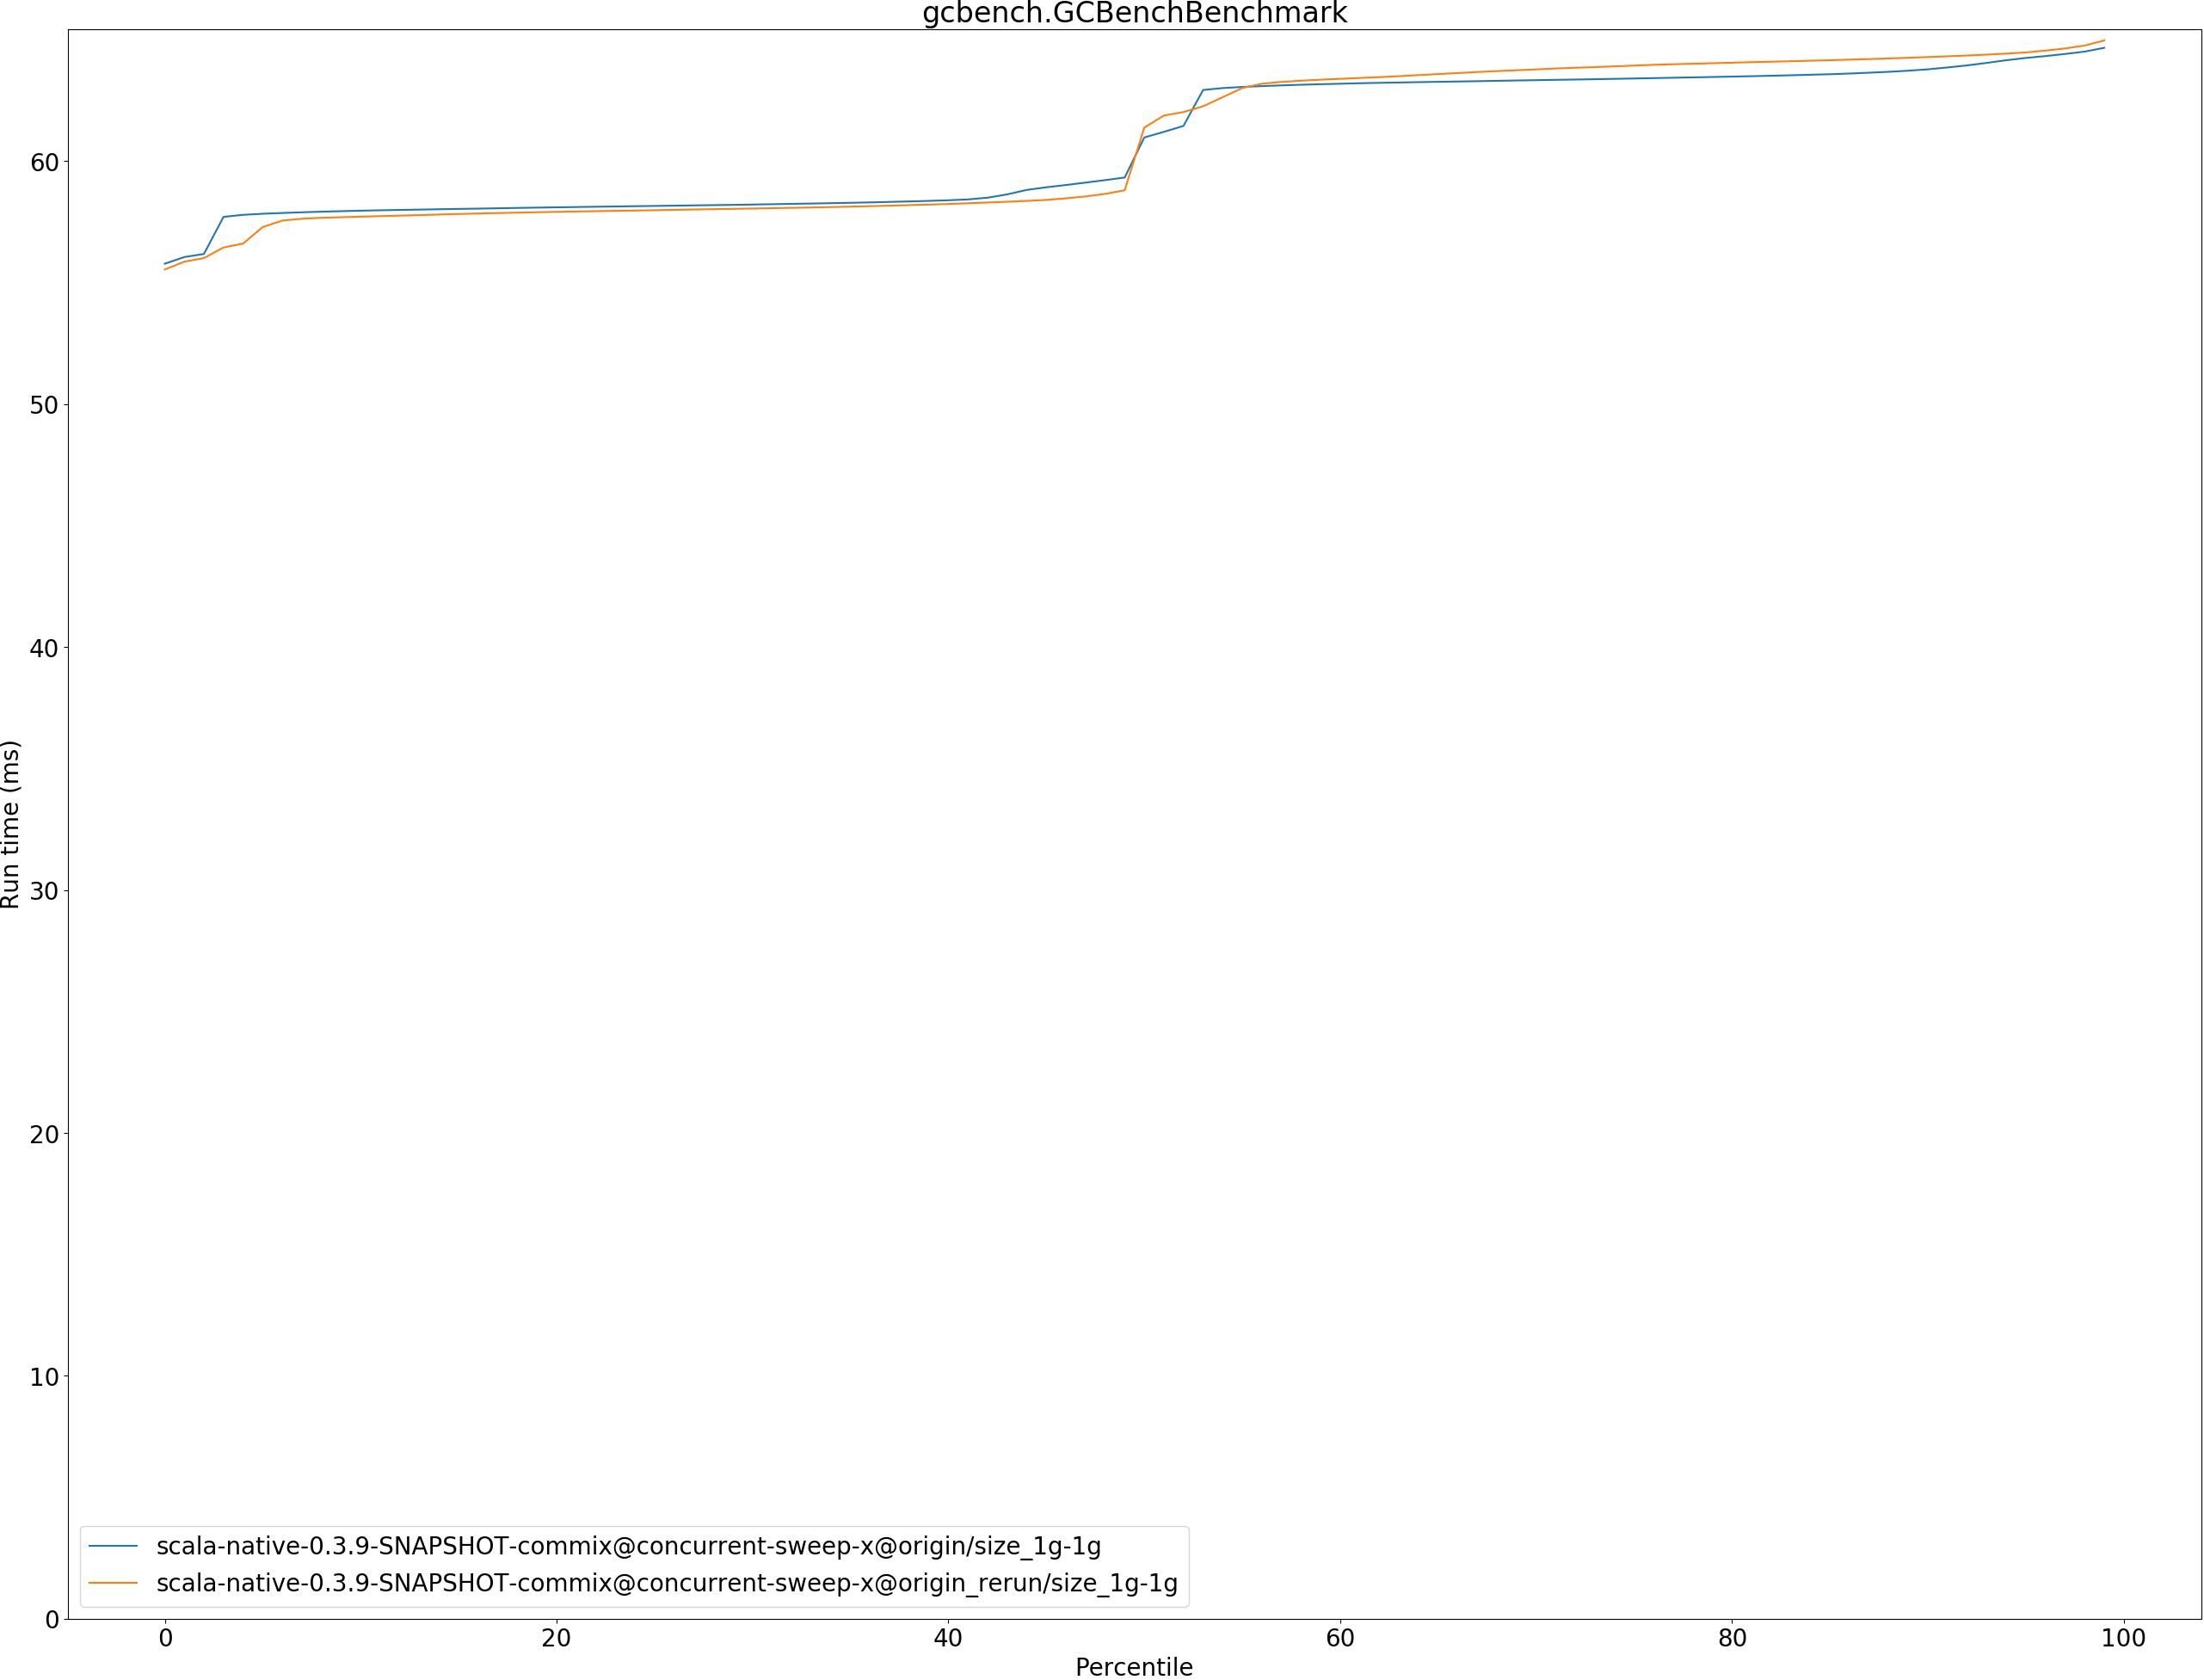 gcbench.GCBenchBenchmark
Run time (ms)
60
50
40
30
20
10
0
0 20 40 60 80 100
Percentile
scala-native-0.3.9-SNAPSHOT-commix@concurrent-sweep-x@origin/size_1g-1g
scala-native-0.3.9-SNAPSHOT-commix@concurrent-sweep-x@origin_rerun/size_1g-1g